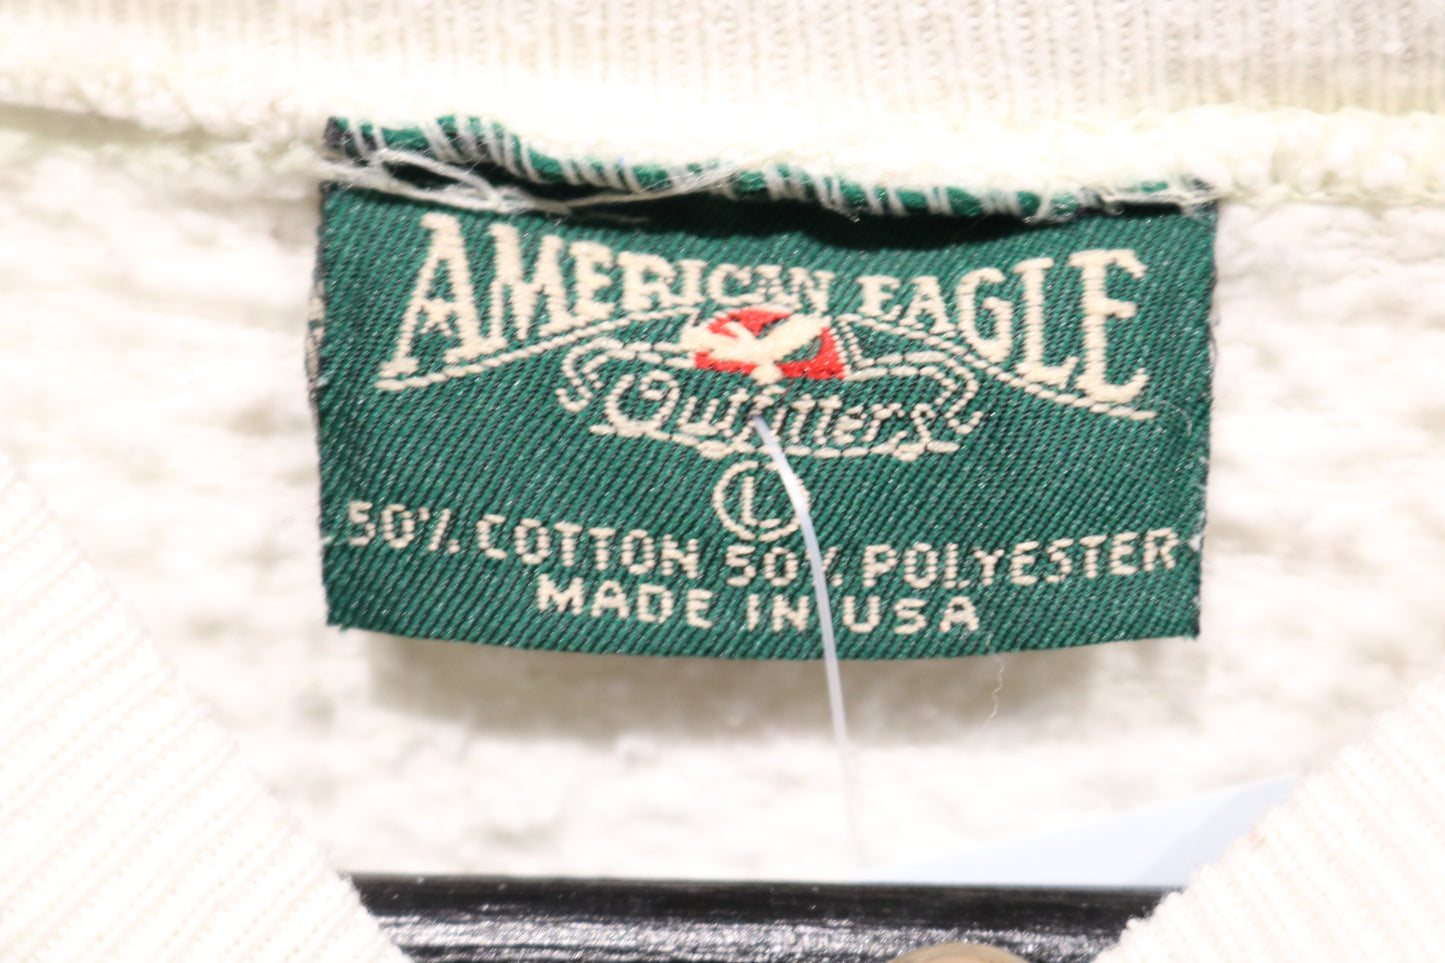 AMERICAN EAGLE
Outfitters
L
50% COTTON 50% POLYESTER
MADE IN USA